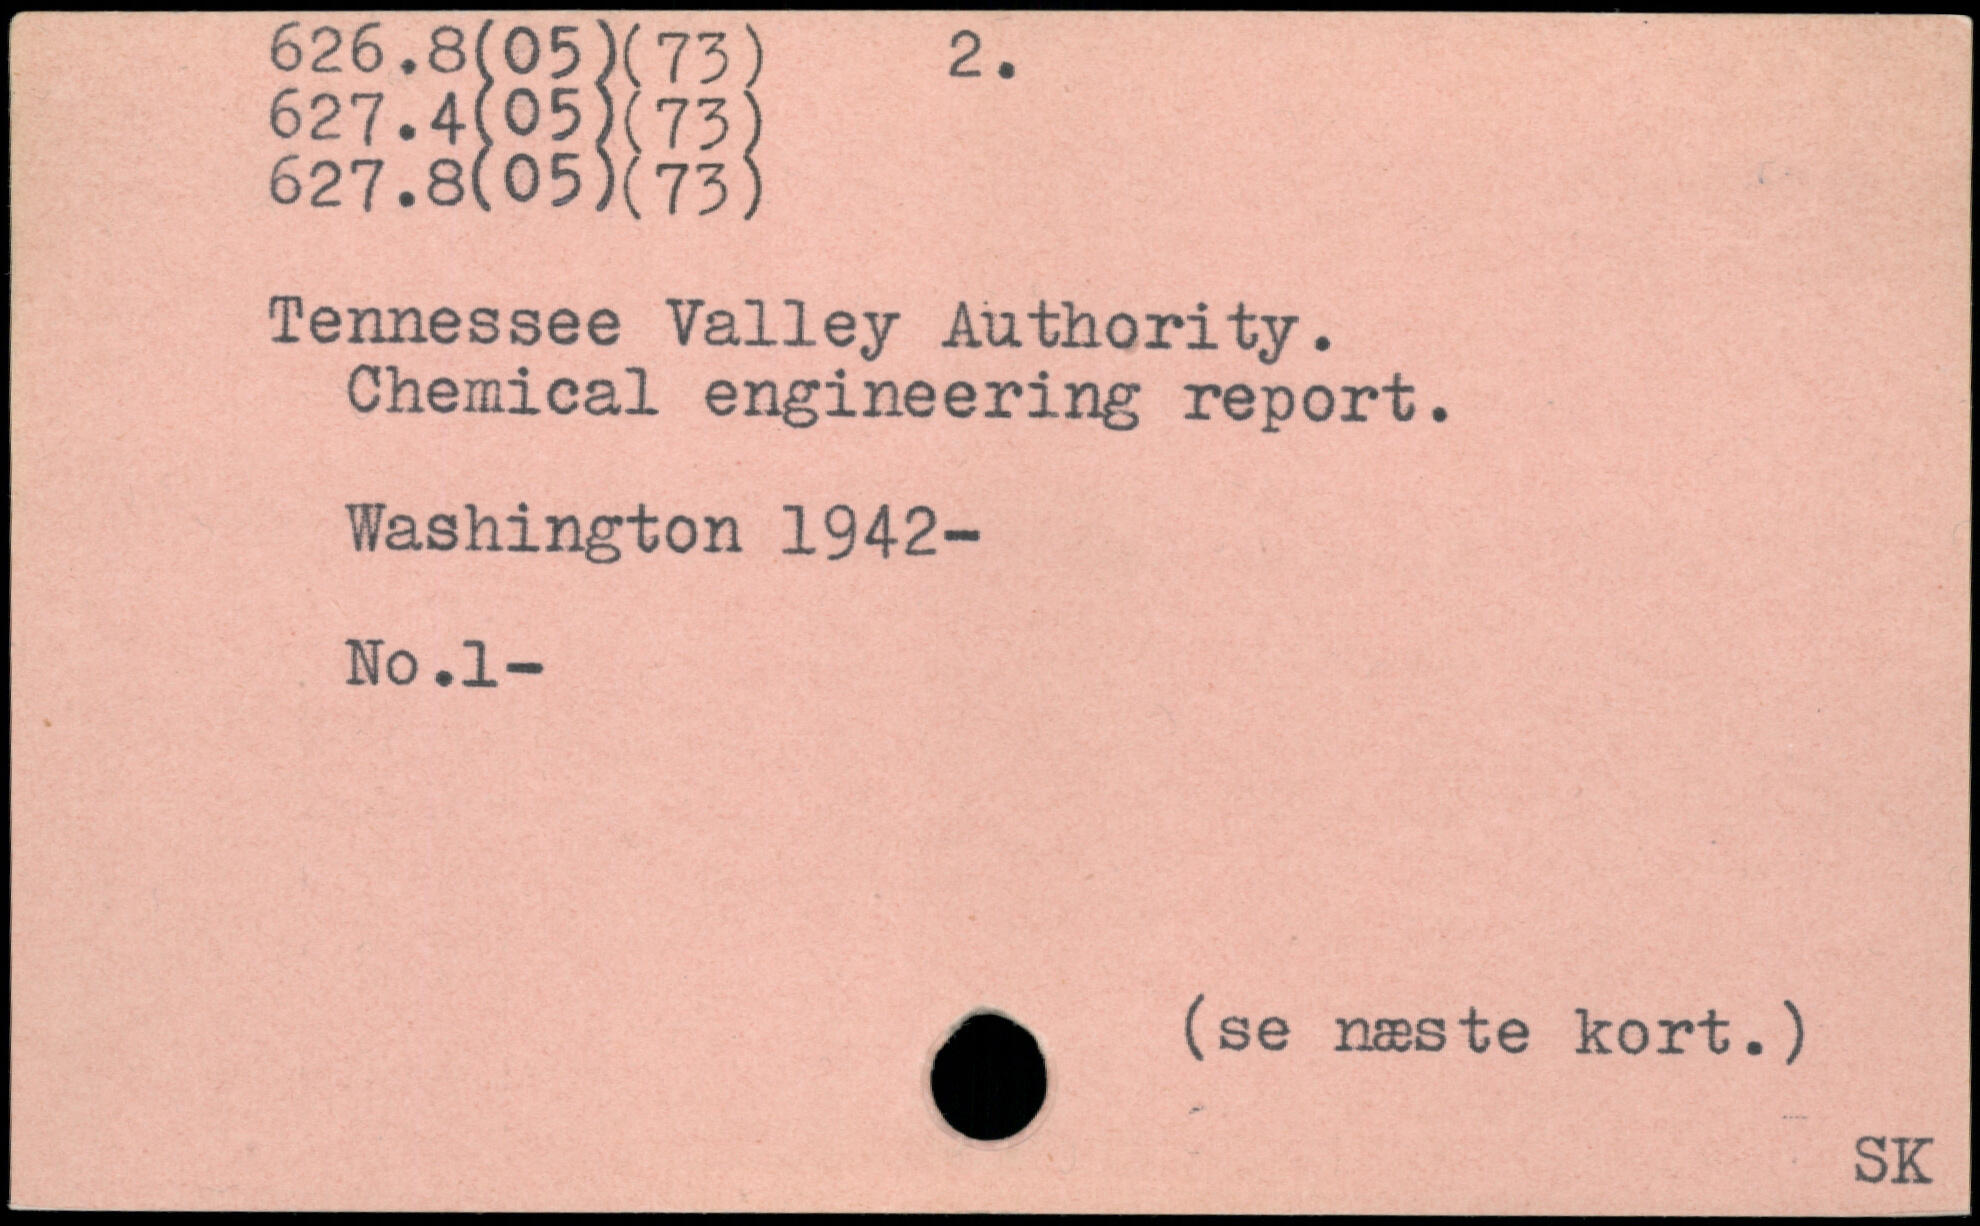 626.8(05)(73) 2.
627.4(05)(73)
627.8(05)(73)
Tennessee Valley Authority.
Chemical engineering report.
Washington 1942-
No.1-
(se næste kort.)
SK